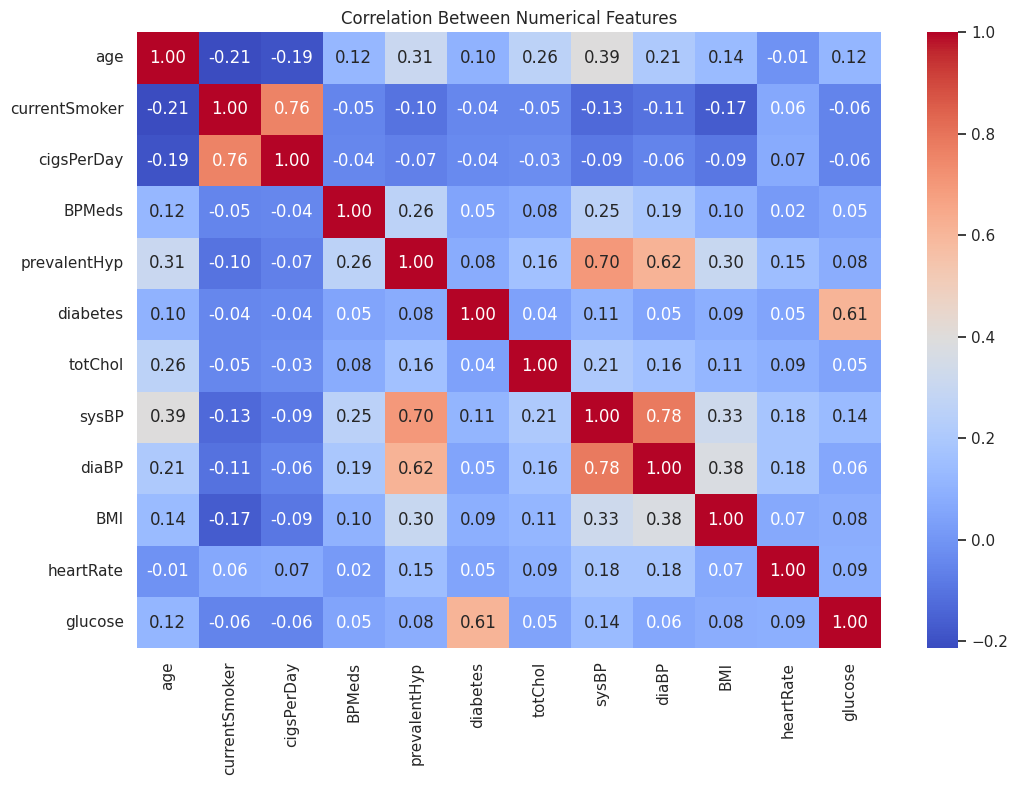 Correlation Between Numerical Features
age 1.00 -0.21 -0.19 0.12 0.31 0.10 0.26 0.39 0.21 0.14 -0.01 0.12
currentSmoker -0.21 1.00 0.76 -0.05 -0.10 -0.04 -0.05 -0.13 -0.11 -0.17 0.06 -0.06
cigsPerDay -0.19 0.76 1.00 -0.04 -0.07 -0.04 -0.03 -0.09 -0.06 -0.09 0.07 -0.06
BPMeds 0.12 -0.05 -0.04 1.00 0.26 0.05 0.08 0.25 0.19 0.10 0.02 0.05
prevalentHyp 0.31 -0.10 -0.07 0.26 1.00 0.08 0.16 0.70 0.62 0.30 0.15 0.08
diabetes 0.10 -0.04 -0.04 0.05 0.08 1.00 0.04 0.11 0.05 0.09 0.05 0.61
totChol 0.26 -0.05 -0.03 0.08 0.16 0.04 1.00 0.21 0.16 0.11 0.09 0.05
sysBP 0.39 -0.13 -0.09 0.25 0.70 0.11 0.21 1.00 0.78 0.33 0.18 0.14
diaBP 0.21 -0.11 -0.06 0.19 0.62 0.05 0.16 0.78 1.00 0.38 0.18 0.06
BMI 0.14 -0.17 -0.09 0.10 0.30 0.09 0.11 0.33 0.38 1.00 0.07 0.08
heartRate -0.01 0.06 0.07 0.02 0.15 0.05 0.09 0.18 0.18 0.07 1.00 0.09
glucose 0.12 -0.06 -0.06 0.05 0.08 0.61 0.05 0.14 0.06 0.08 0.09 1.00
age
currentSmoker
cigsPerDay
BPMeds
prevalentHyp
diabetes
totChol
sysBP
diaBP
BMI
heartRate
glucose
1.0
0.8
0.6
0.4
0.2
0.0
−0.2